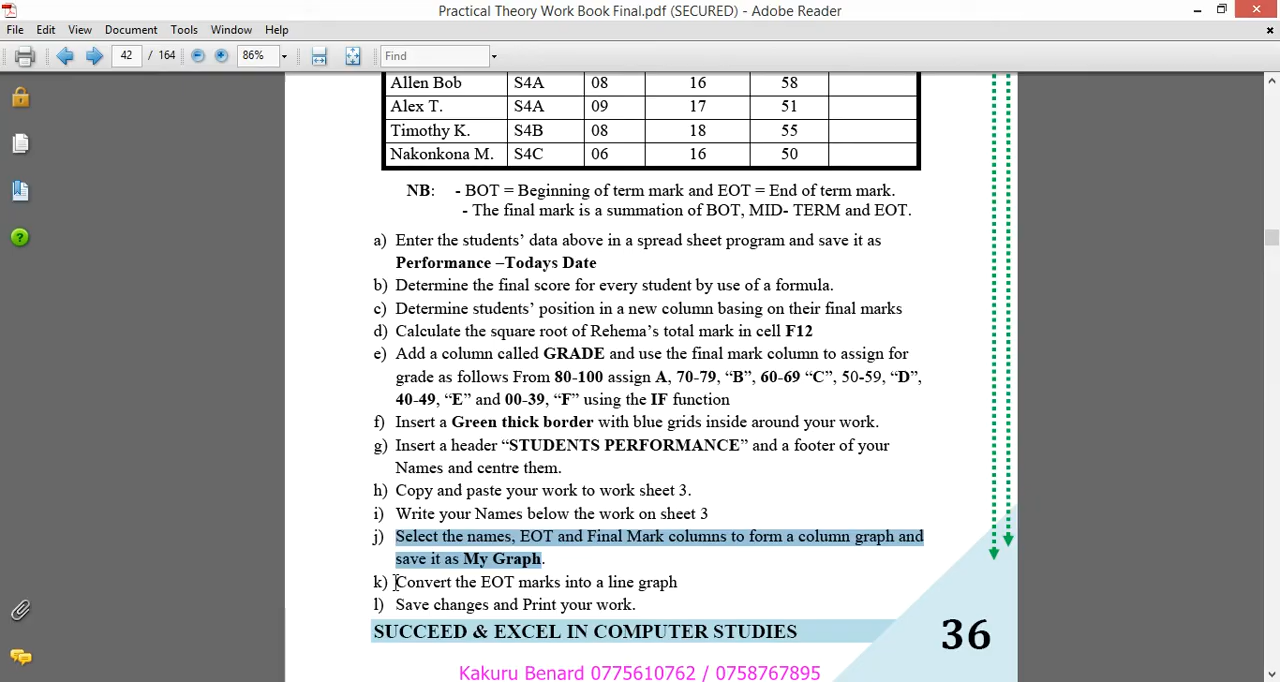 Practical Theory Work Book Final.pdf (SECURED) - Adobe Reader
File Edit View Document Tools Window Help
42 / 164 86% Find
Allen Bob S4A 08 16 58
Alex T. S4A 09 17 51
Timothy K. S4B 08 18 55
Nakonkona M. S4C 06 16 50
NB: - BOT = Beginning of term mark and EOT = End of term mark.
- The final mark is a summation of BOT, MID- TERM and EOT.
a) Enter the students’ data above in a spread sheet program and save it as
Performance –Todays Date
b) Determine the final score for every student by use of a formula.
c) Determine students’ position in a new column basing on their final marks
d) Calculate the square root of Rehema’s total mark in cell F12
e) Add a column called GRADE and use the final mark column to assign for
grade as follows From 80-100 assign A, 70-79, “B”, 60-69 “C”, 50-59, “D”,
40-49, “E” and 00-39, “F” using the IF function
f) Insert a Green thick border with blue grids inside around your work.
g) Insert a header “STUDENTS PERFORMANCE” and a footer of your
Names and centre them.
h) Copy and paste your work to work sheet 3.
i) Write your Names below the work on sheet 3
j) Select the names, EOT and Final Mark columns to form a column graph and
save it as My Graph.
k) Convert the EOT marks into a line graph
l) Save changes and Print your work.
SUCCEED & EXCEL IN COMPUTER STUDIES
36
Kakuru Benard 0775610762 / 0758767895